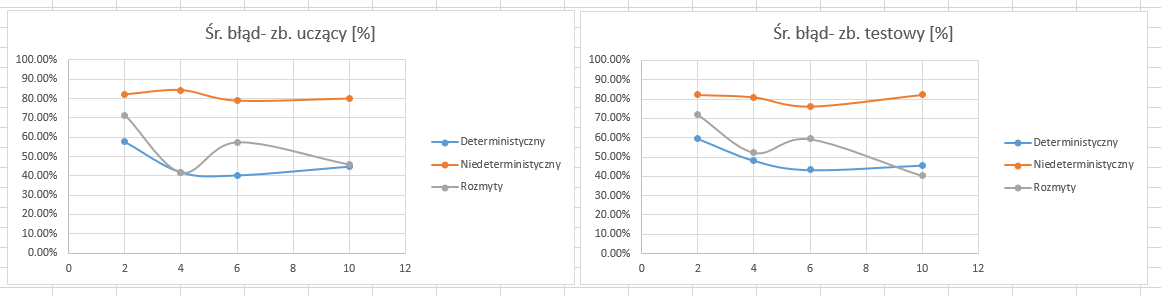 Śr. błąd- zb. uczący [%]
100.00%
90.00%
80.00%
70.00%
60.00%
50.00%
40.00%
30.00%
20.00%
10.00%
0.00%
0 2 4 6 8 10 12
Deterministyczny
Niedeterministyczny
Rozmyty
Śr. błąd- zb. testowy [%]
100.00%
90.00%
80.00%
70.00%
60.00%
50.00%
40.00%
30.00%
20.00%
10.00%
0.00%
0 2 4 6 8 10 12
Deterministyczny
Niedeterministyczny
Rozmyty